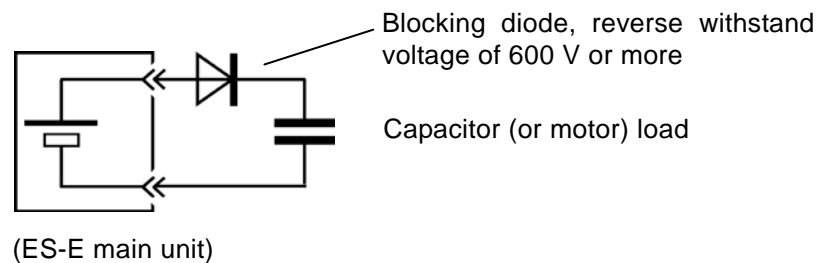 Blocking diode, reverse withstand
voltage of 600 V or more
Capacitor (or motor) load
(ES-E main unit)